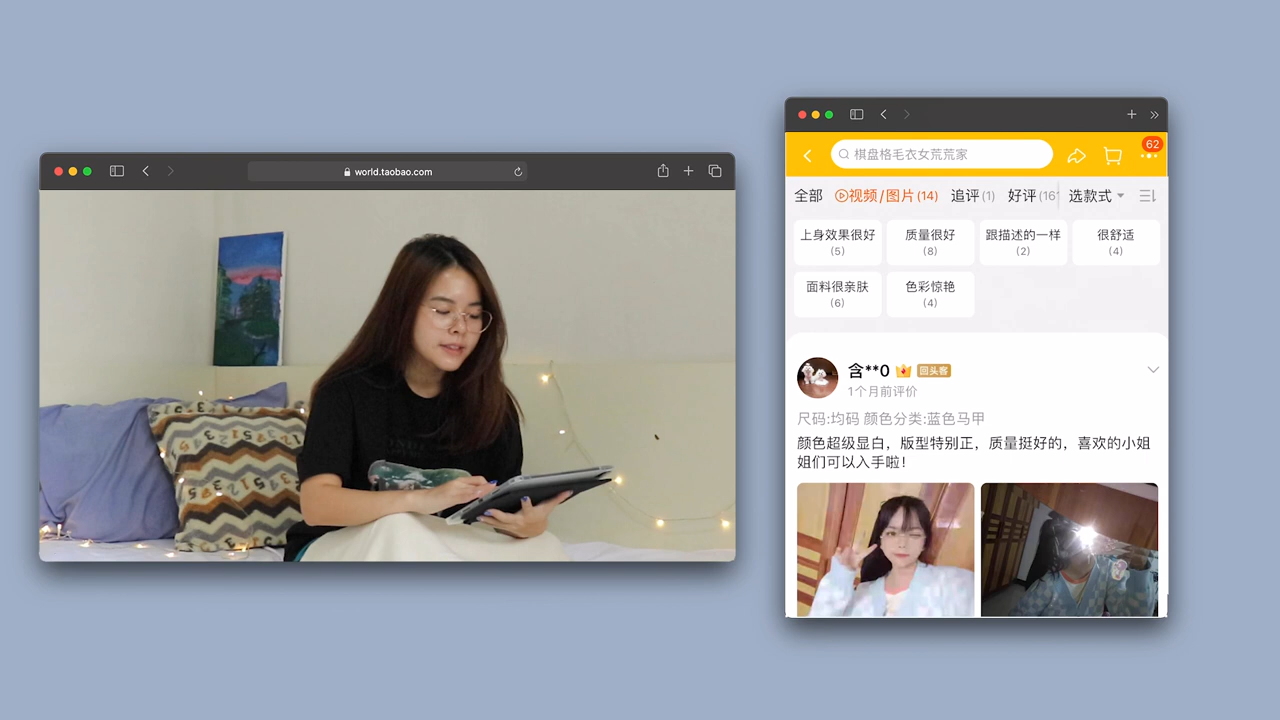 world.taobao.com
62
棋盘格毛衣女荒荒家
全部 视频/图片(14) 追评(1) 好评(16 选款式
上身效果很好 质量很好 跟描述的一样 很舒适
(5) (8) (2) (4)
面料很亲肤 色彩惊艳
(6) (4)
含**0 回头客
1个月前评价
尺码:均码 颜色分类:蓝色马甲
颜色超级显白，版型特别正，质量挺好的，喜欢的小姐
姐们可以入手啦！